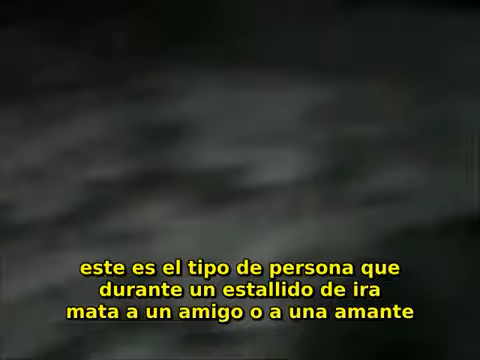 este es el tipo de persona que
durante un estallido de ira
mata a un amigo o a una amante